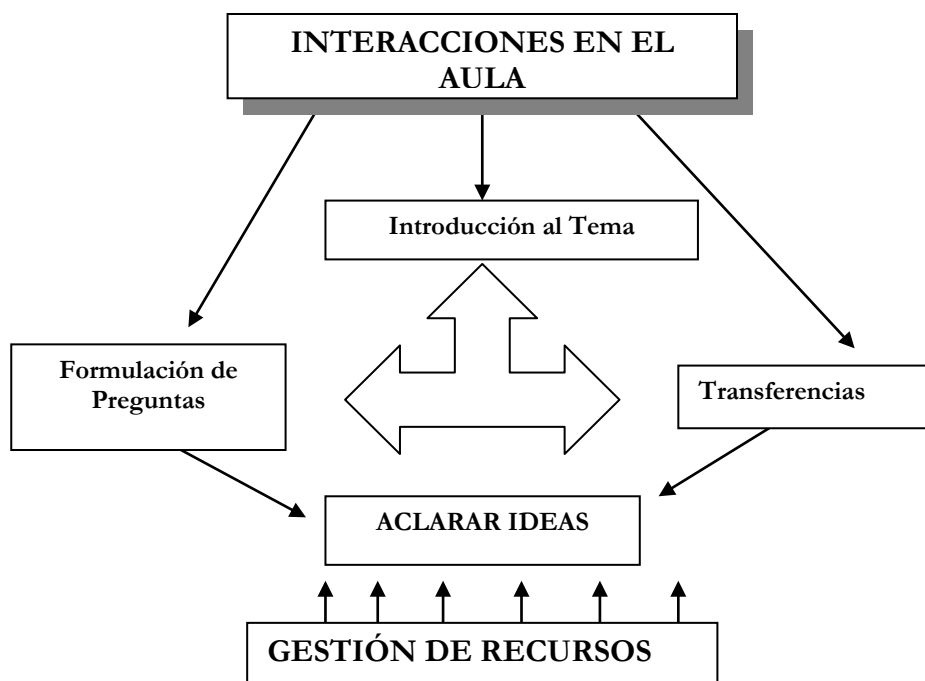 INTERACCIONES EN EL
AULA
Introducción al Tema
Formulación de
Preguntas
Transferencias
ACLARAR IDEAS
GESTIÓN DE RECURSOS